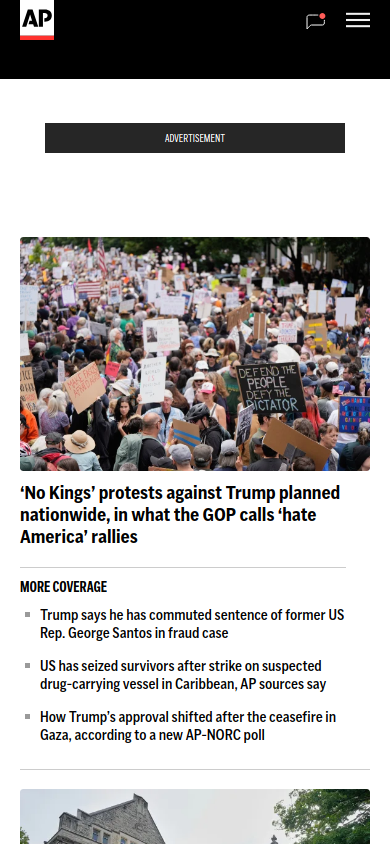 AP
ADVERTISEMENT
DEFEND THE
PEOPLE
DEFY THE
DICTATOR
‘No Kings’ protests against Trump planned
nationwide, in what the GOP calls ‘hate
America’ rallies
MORE COVERAGE
Trump says he has commuted sentence of former US
Rep. George Santos in fraud case
US has seized survivors after strike on suspected
drug-carrying vessel in Caribbean, AP sources say
How Trump’s approval shifted after the ceasefire in
Gaza, according to a new AP-NORC poll